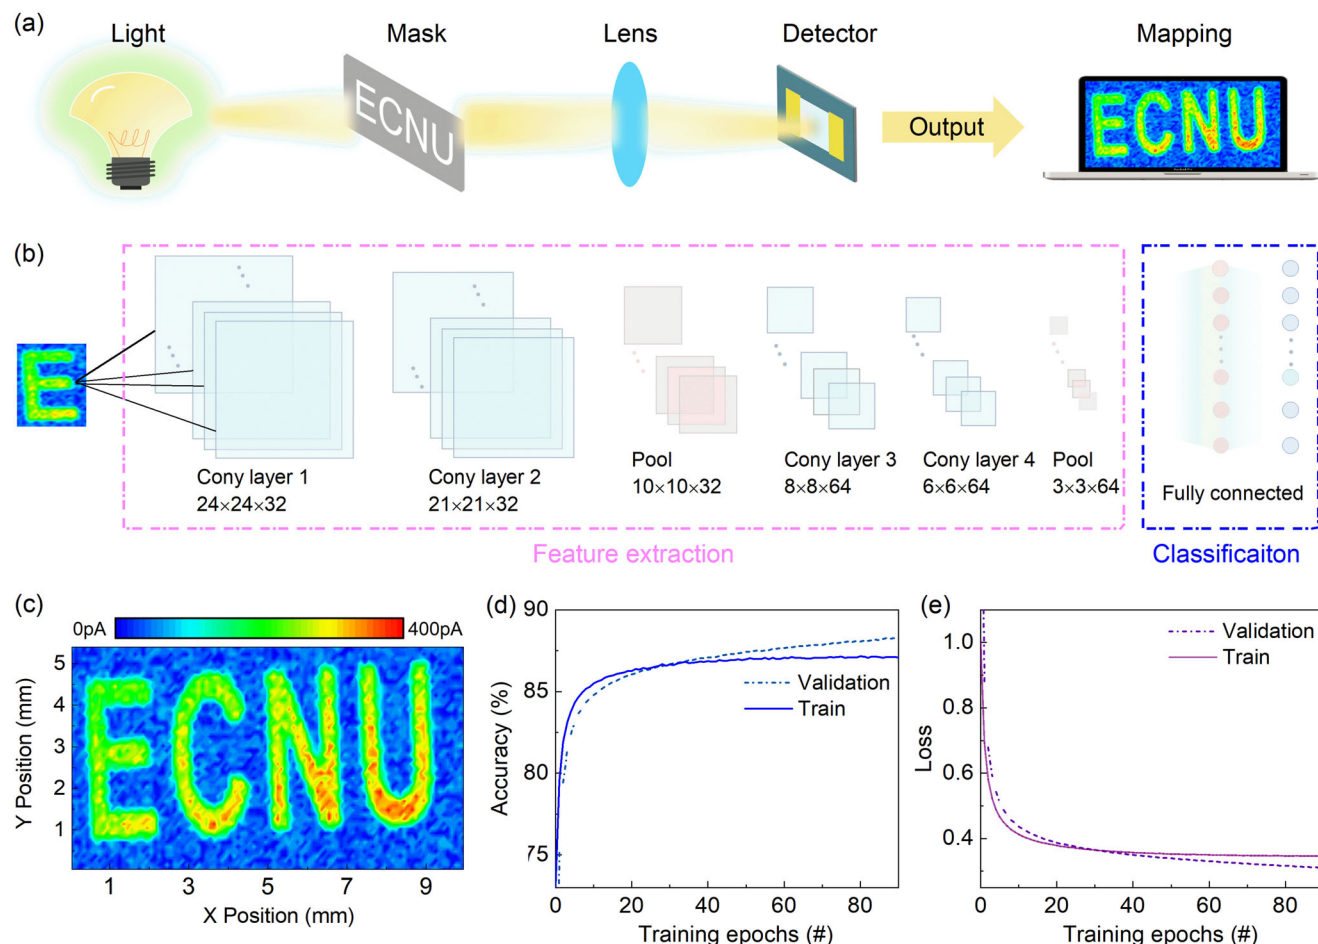 (a)
Light
Mask
Lens
Detector
Mapping
ECNU
Output
ECNU
(b)
E
Cony layer 1
24×24×32
Cony layer 2
21×21×32
Pool
10×10×32
Cony layer 3
8×8×64
Cony layer 4
6×6×64
Pool
3×3×64
Fully connected
Feature extraction
Classificaiton
(c)
0pA
400pA
ECNU
Y Position (mm)
5
4
3
2
1
1 3 5 7 9
X Position (mm)
(d)
Accuracy (%)
90
85
80
75
Validation
Train
0 20 40 60 80
Training epochs (#)
(e)
Loss
1.0
0.8
0.6
0.4
Validation
Train
0 20 40 60 80
Training epochs (#)